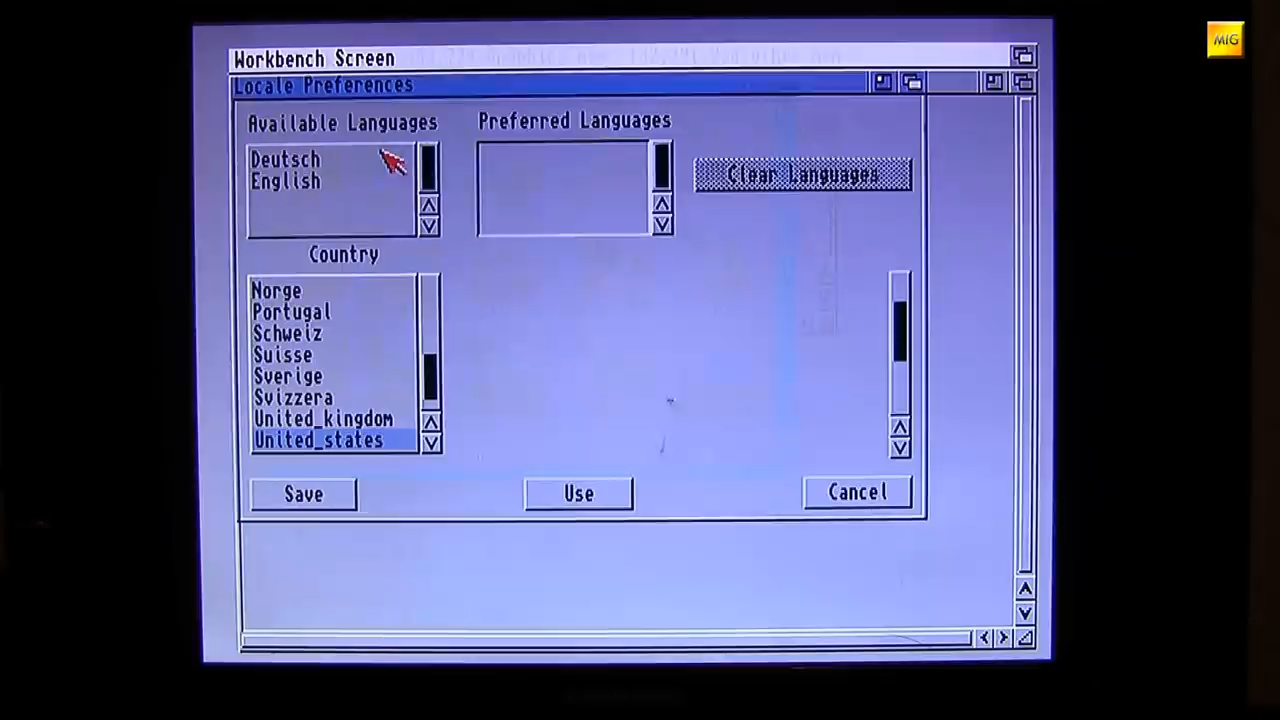 MIG
Workbench Screen
Locale Preferences
Available Languages
Preferred Languages
Deutsch
English
Clear Languages
Country
Norge
Portugal
Schweiz
Suisse
Sverige
Svizzera
United_kingdom
United_states
Save
Use
Cancel